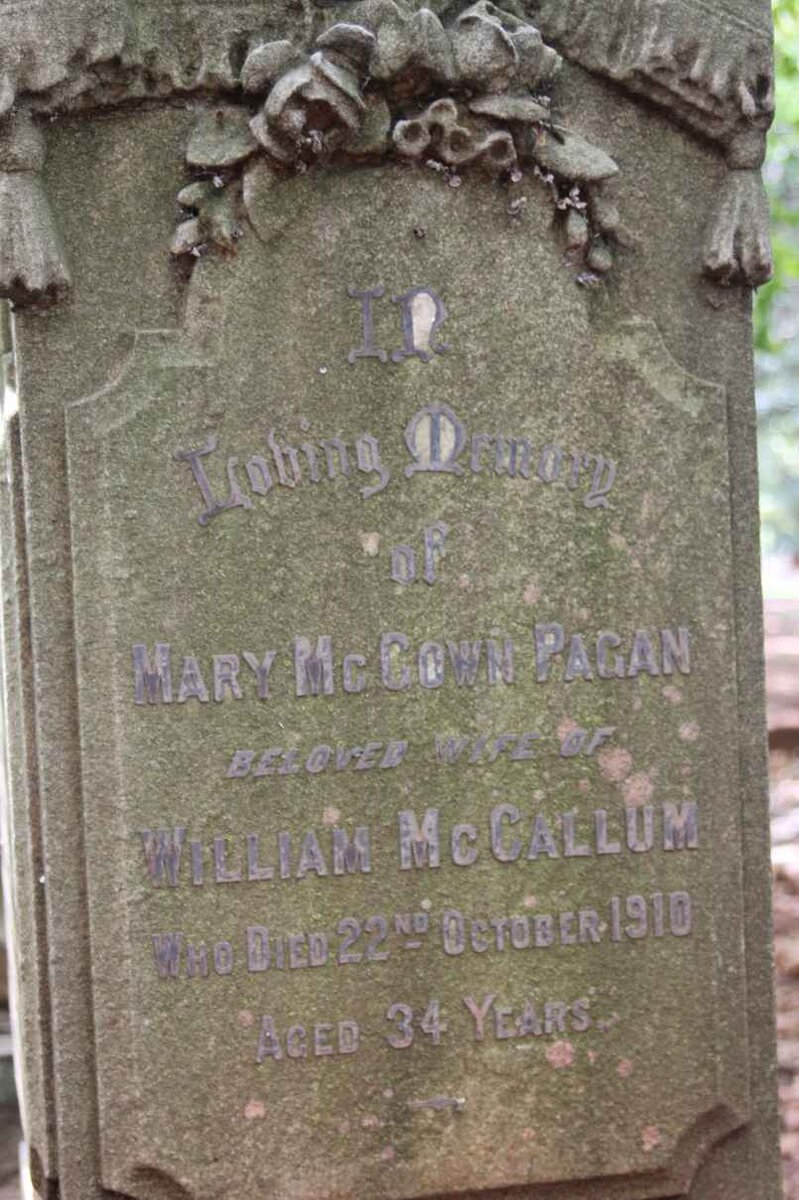 In
Loving Memory
of
MARY McCOWN PAGAN
BELOVED WIFE OF
WILLIAM McCALLUM
WHO DIED 22ND OCTOBER 1910
AGED 34 YEARS.